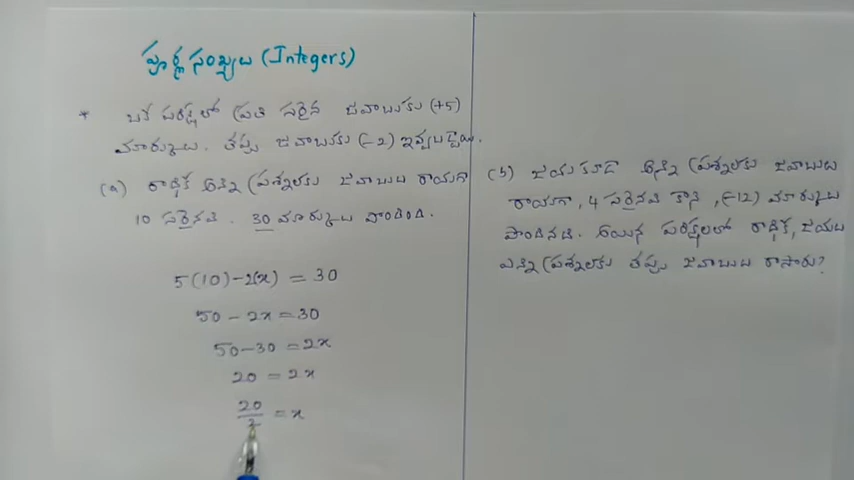 పూర్ణ సంఖ్యలు (Integers)
* ఒక పరీక్షలో ప్రతి సరైన జవాబుకు (+5)
మార్కులు. తప్పు జవాబుకు (-2) ఇవ్వబడ్డాయి.
(a) రాధిక అన్ని ప్రశ్నలకు జవాబులు రాయగా
10 సరైనవి. 30 మార్కులు పొందింది.
5(10)-2(x) = 30
50 - 2x = 30
50-30 = 2x
20 = 2x
20/2 = x
(b) జయ కూడా అన్ని ప్రశ్నలకు జవాబులు
రాయగా, 4 సరైనవి కాని, (-12) మార్కులు
పొందినది. అయిన పరీక్షలలో రాధిక, జయలు
ఎన్ని ప్రశ్నలకు తప్పు జవాబులు రాసారు?